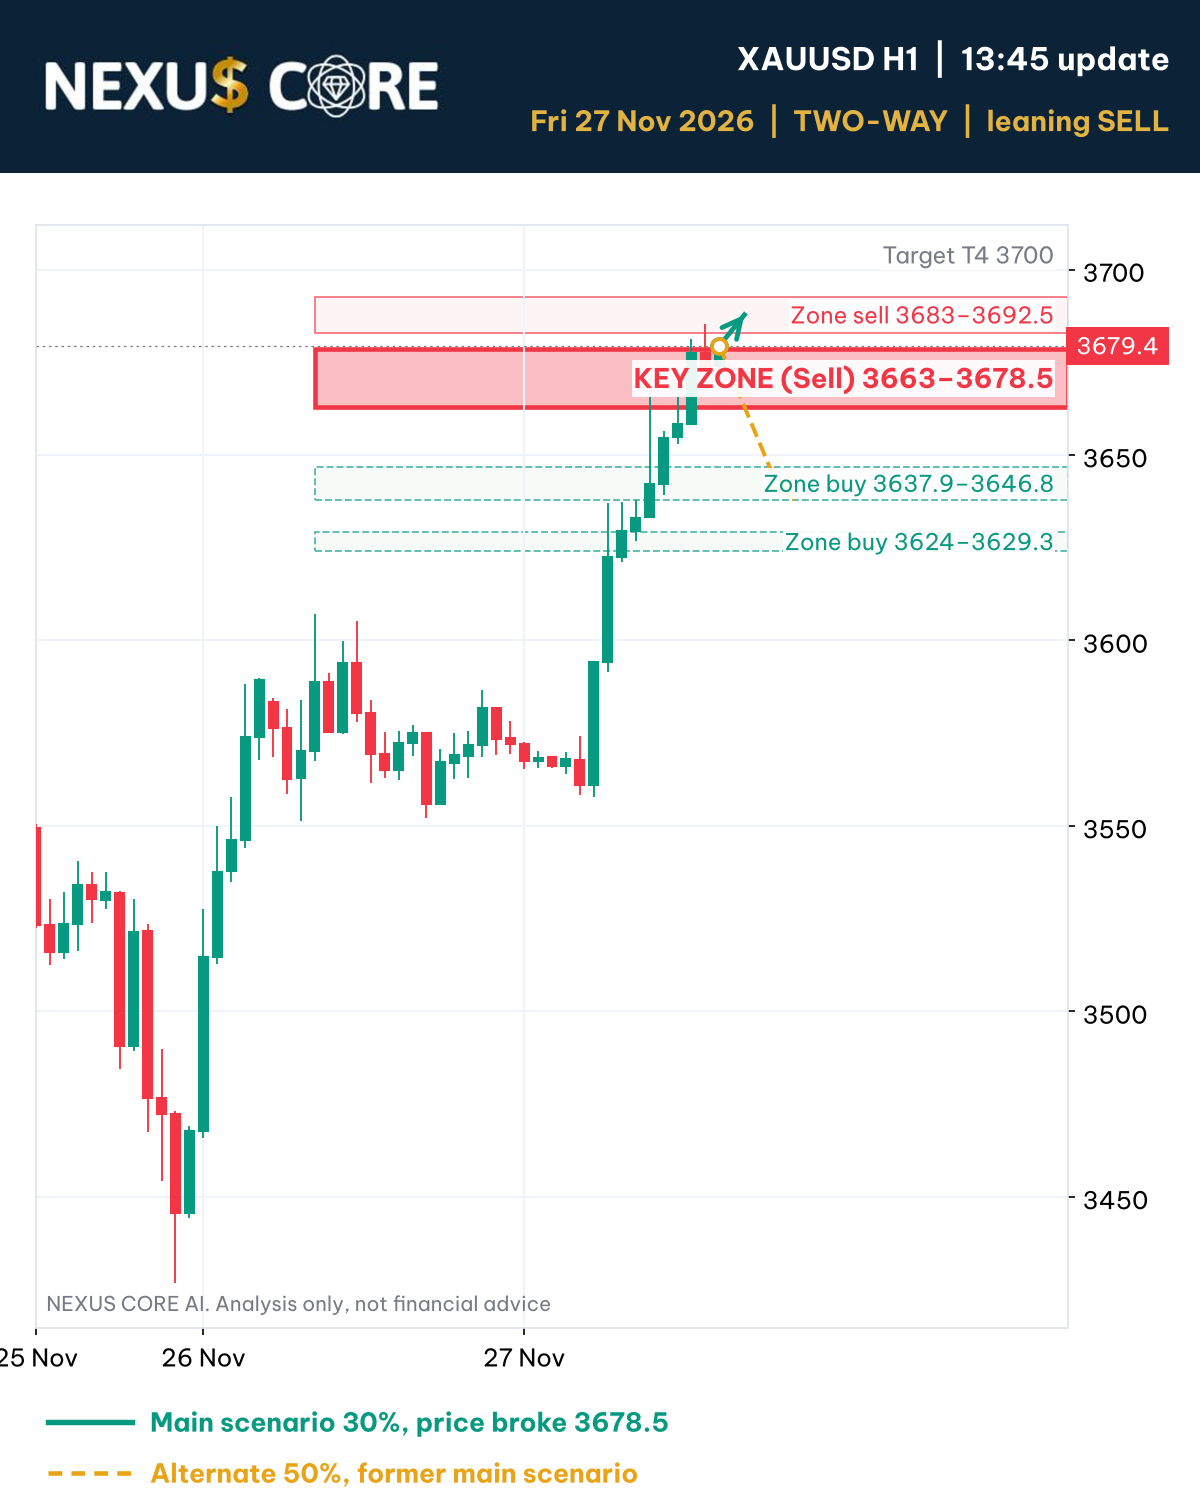 NEXU$ CORE
XAUUSD H1 | 13:45 update
Fri 27 Nov 2026 | TWO-WAY | leaning SELL
Target T4 3700
3700
Zone sell 3683–3692.5
3679.4
KEY ZONE (Sell) 3663–3678.5
3650
Zone buy 3637.9–3646.8
Zone buy 3624–3629.3
3600
3550
3500
3450
NEXUS CORE AI. Analysis only, not financial advice
25 Nov
26 Nov
27 Nov
Main scenario 30%, price broke 3678.5
Alternate 50%, former main scenario